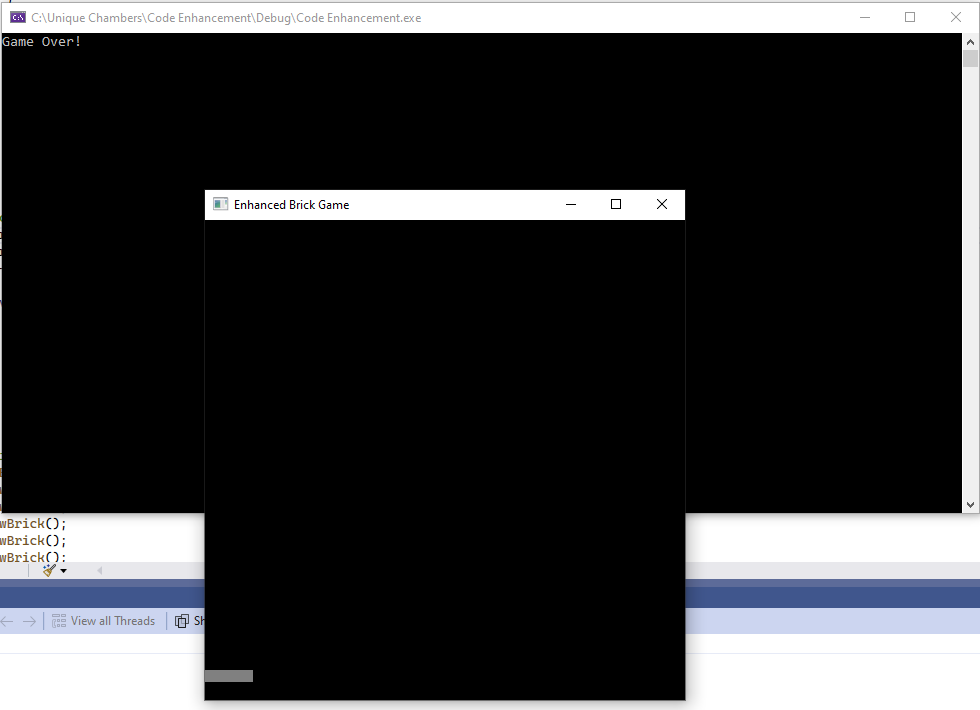 C:\Unique Chambers\Code Enhancement\Debug\Code Enhancement.exe
Game Over!
Enhanced Brick Game
wBrick();
wBrick();
wBrick();
View all Threads
Sh